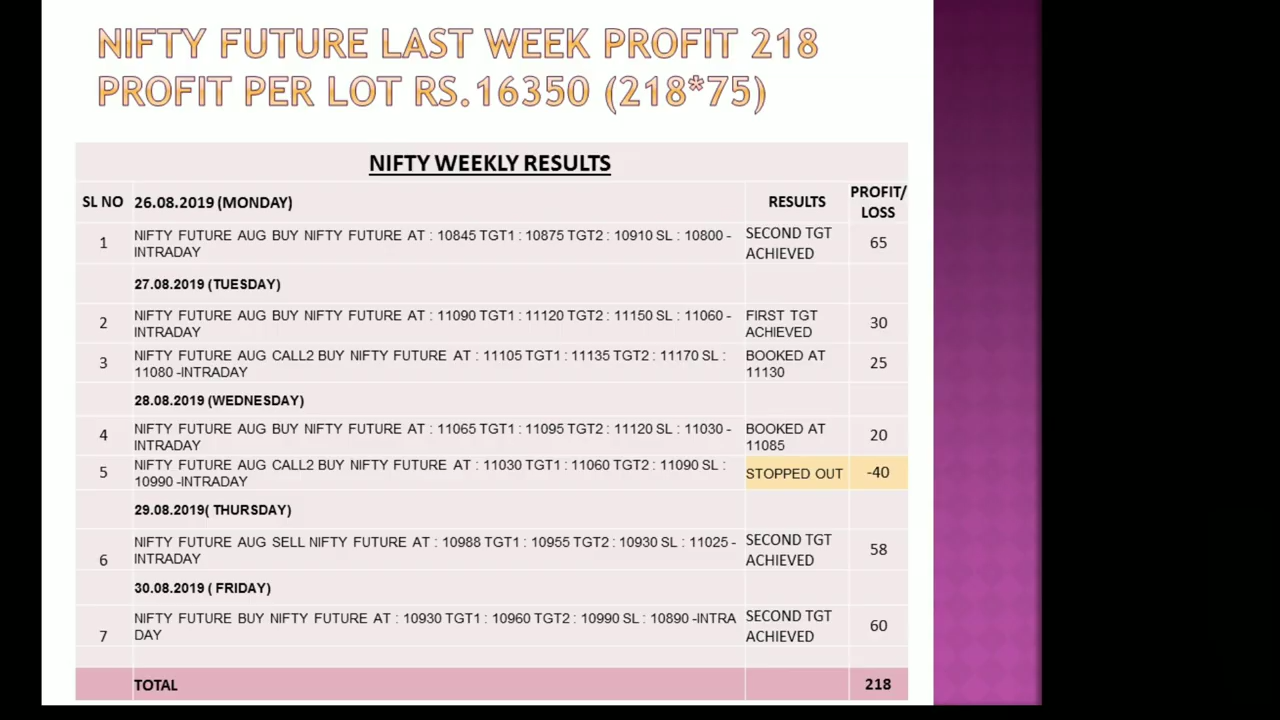 NIFTY FUTURE LAST WEEK PROFIT 218
PROFIT PER LOT RS.16350 (218*75)
NIFTY WEEKLY RESULTS
SL NO 26.08.2019 (MONDAY) RESULTS PROFIT/
LOSS
1 NIFTY FUTURE AUG BUY NIFTY FUTURE AT : 10845 TGT1 : 10875 TGT2 : 10910 SL : 10800 - SECOND TGT 65
INTRADAY ACHIEVED
27.08.2019 (TUESDAY)
2 NIFTY FUTURE AUG BUY NIFTY FUTURE AT : 11090 TGT1 : 11120 TGT2 : 11150 SL : 11060 - FIRST TGT 30
INTRADAY ACHIEVED
3 NIFTY FUTURE AUG CALL2 BUY NIFTY FUTURE AT : 11105 TGT1 : 11135 TGT2 : 11170 SL : BOOKED AT 25
11080 -INTRADAY 11130
28.08.2019 (WEDNESDAY)
4 NIFTY FUTURE AUG BUY NIFTY FUTURE AT : 11065 TGT1 : 11095 TGT2 : 11120 SL : 11030 - BOOKED AT 20
INTRADAY 11085
5 NIFTY FUTURE AUG CALL2 BUY NIFTY FUTURE AT : 11030 TGT1 : 11060 TGT2 : 11090 SL : STOPPED OUT -40
10990 -INTRADAY
29.08.2019( THURSDAY)
6 NIFTY FUTURE AUG SELL NIFTY FUTURE AT : 10988 TGT1 : 10955 TGT2 : 10930 SL : 11025 - SECOND TGT 58
INTRADAY ACHIEVED
30.08.2019 ( FRIDAY)
7 NIFTY FUTURE BUY NIFTY FUTURE AT : 10930 TGT1 : 10960 TGT2 : 10990 SL : 10890 -INTRA SECOND TGT 60
DAY ACHIEVED
TOTAL 218